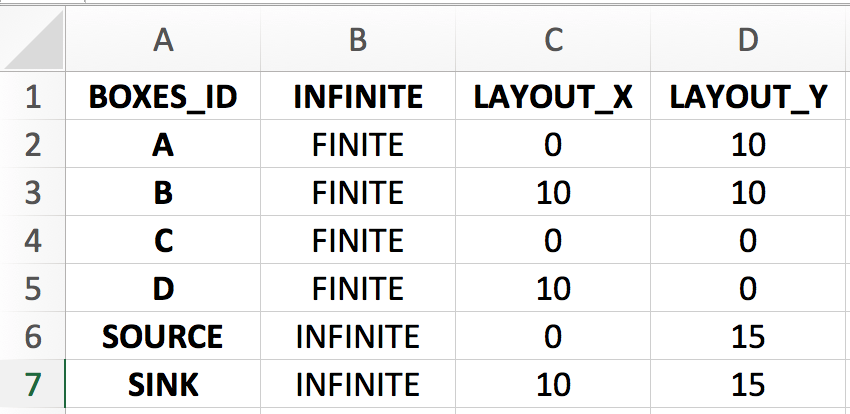 A B C D
1 BOXES_ID INFINITE LAYOUT_X LAYOUT_Y
2 A FINITE 0 10
3 B FINITE 10 10
4 C FINITE 0 0
5 D FINITE 10 0
6 SOURCE INFINITE 0 15
7 SINK INFINITE 10 15